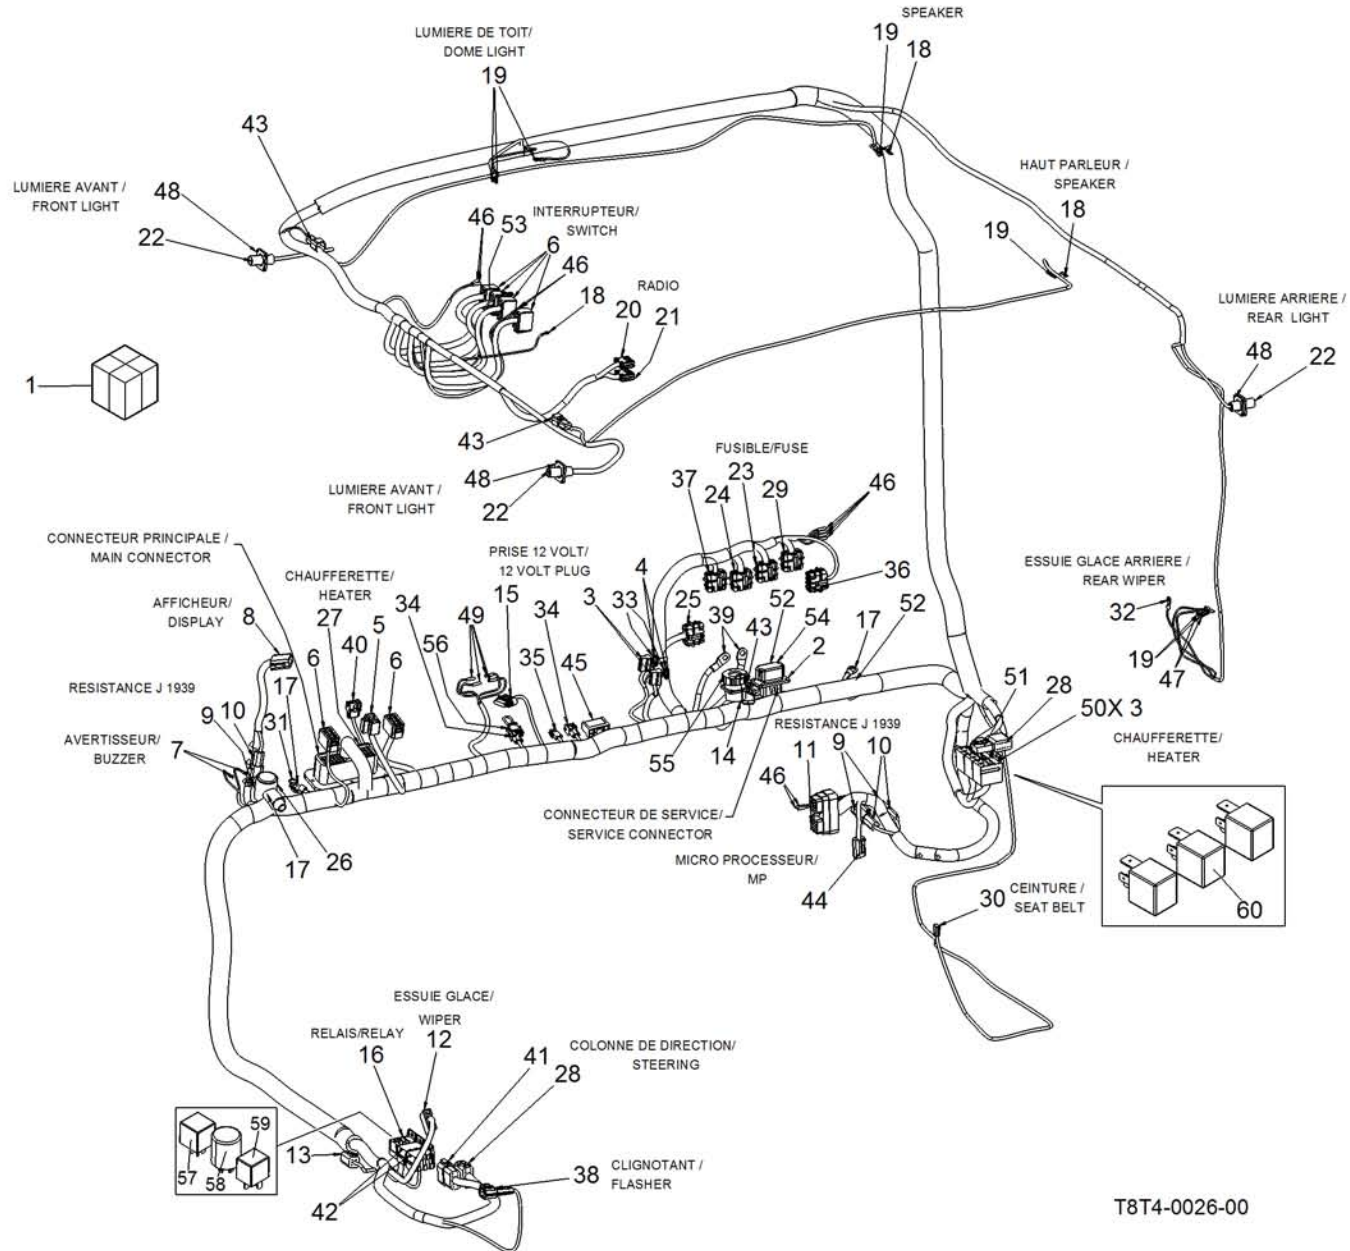 SPEAKER
19
18
LUMIERE DE TOIT/
DOME LIGHT
19
43
HAUT PARLEUR /
SPEAKER
18
19
LUMIERE AVANT /
FRONT LIGHT
48
22
46
53
INTERRUPTEUR/
SWITCH
6
46
RADIO
18
20
21
LUMIERE ARRIERE /
REAR LIGHT
48
22
1
43
48
LUMIERE AVANT /
FRONT LIGHT
22
FUSIBLE/FUSE
37
24
23
29
46
36
CONNECTEUR PRINCIPALE /
MAIN CONNECTOR
PRISE 12 VOLT/
12 VOLT PLUG
CHAUFFERETTE/
HEATER
AFFICHEUR/
DISPLAY
8
27
6
40
5
6
34
56
49
15
35
34
45
3
33
4
25
39
43
52
54
2
17
52
ESSUIE GLACE ARRIERE /
REAR WIPER
32
19
47
RESISTANCE J 1939
9
10
31
17
AVERTISSEUR/
BUZZER
7
17
26
55
14
RESISTANCE J 1939
11
9
10
46
51
28
50X 3
CHAUFFERETTE/
HEATER
CONNECTEUR DE SERVICE/
SERVICE CONNECTOR
MICRO PROCESSEUR/
MP
44
30
CEINTURE /
SEAT BELT
60
ESSUIE GLACE/
WIPER
12
RELAIS/RELAY
16
COLONNE DE DIRECTION/
STEERING
41
28
57
58
59
13
42
38
CLIGNOTANT /
FLASHER
T8T4-0026-00